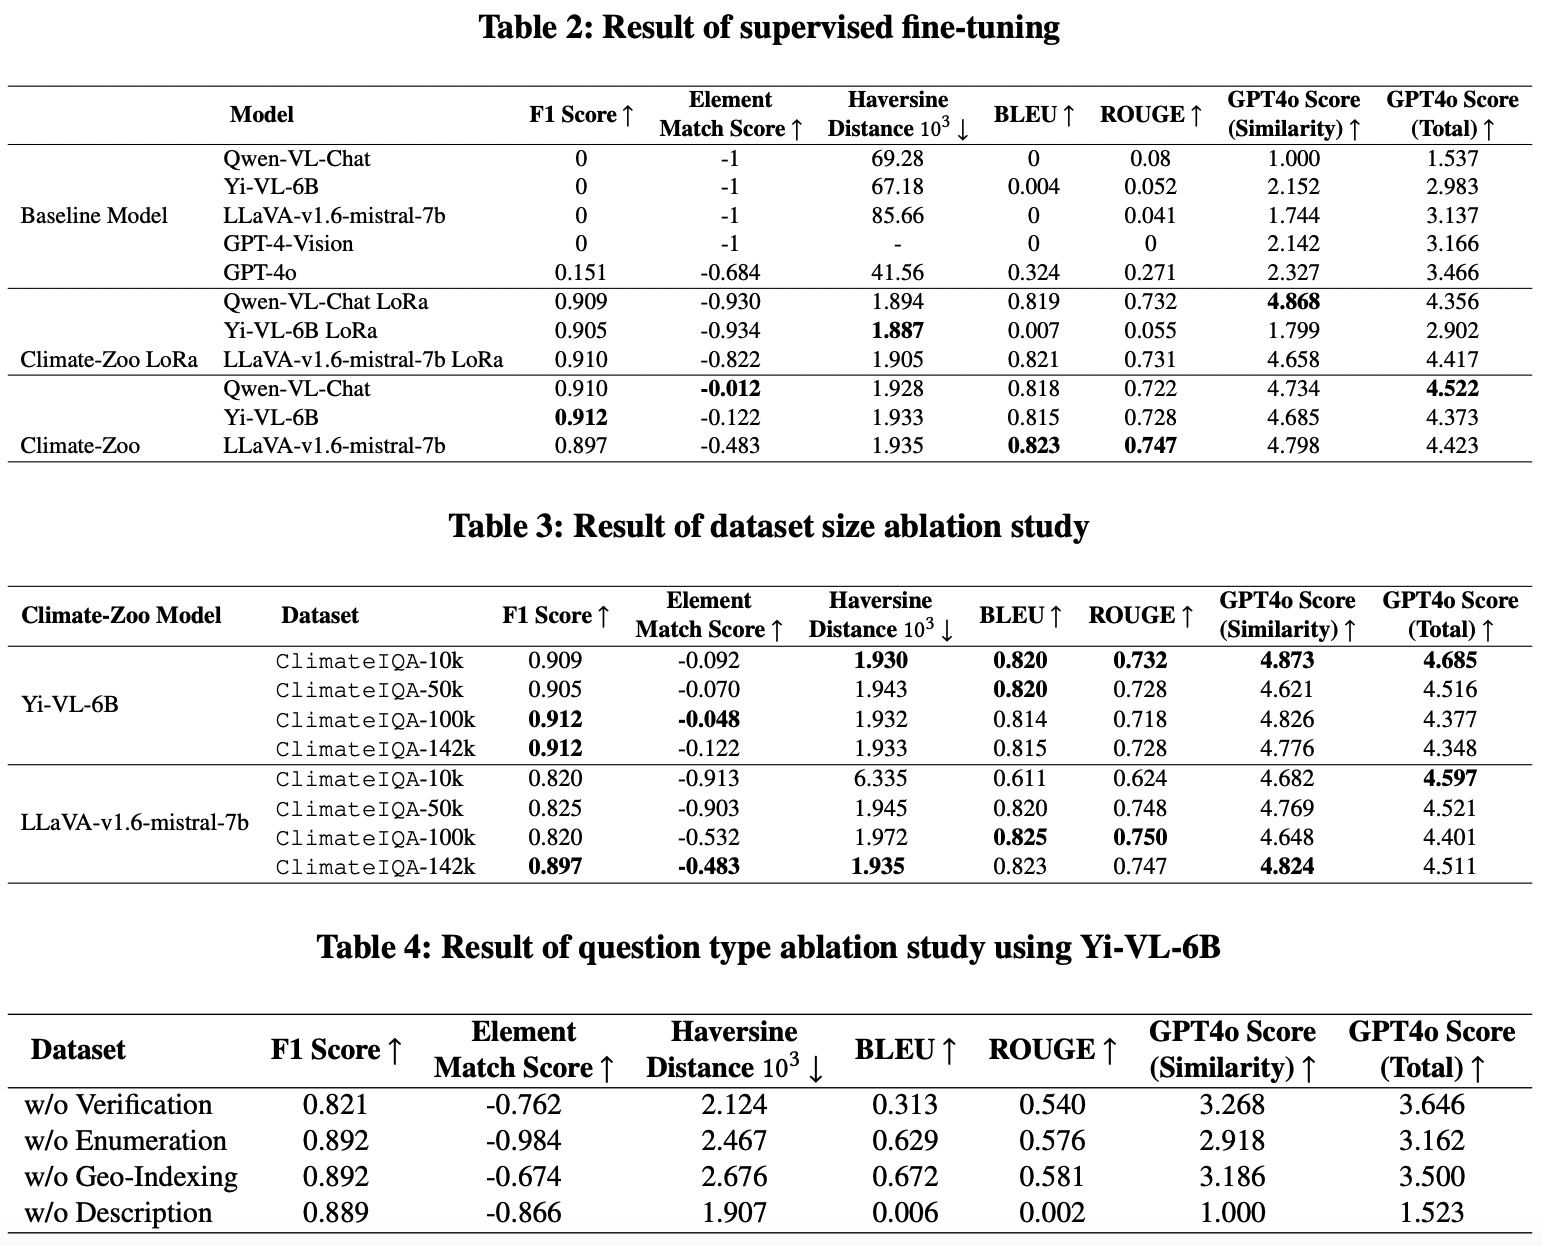 Table 2: Result of supervised fine-tuning
Model F1 Score ↑ Element Match Score ↑ Haversine Distance 10³ ↓ BLEU ↑ ROUGE ↑ GPT4o Score (Similarity) ↑ GPT4o Score (Total) ↑
Qwen-VL-Chat 0 -1 69.28 0 0.08 1.000 1.537
Yi-VL-6B 0 -1 67.18 0.004 0.052 2.152 2.983
Baseline Model LLaVA-v1.6-mistral-7b 0 -1 85.66 0 0.041 1.744 3.137
GPT-4-Vision 0 -1 - 0 0 2.142 3.166
GPT-4o 0.151 -0.684 41.56 0.324 0.271 2.327 3.466
Qwen-VL-Chat LoRa 0.909 -0.930 1.894 0.819 0.732 4.868 4.356
Yi-VL-6B LoRa 0.905 -0.934 1.887 0.007 0.055 1.799 2.902
Climate-Zoo LoRa LLaVA-v1.6-mistral-7b LoRa 0.910 -0.822 1.905 0.821 0.731 4.658 4.417
Qwen-VL-Chat 0.910 -0.012 1.928 0.818 0.722 4.734 4.522
Yi-VL-6B 0.912 -0.122 1.933 0.815 0.728 4.685 4.373
Climate-Zoo LLaVA-v1.6-mistral-7b 0.897 -0.483 1.935 0.823 0.747 4.798 4.423
Table 3: Result of dataset size ablation study
Climate-Zoo Model Dataset F1 Score ↑ Element Match Score ↑ Haversine Distance 10³ ↓ BLEU ↑ ROUGE ↑ GPT4o Score (Similarity) ↑ GPT4o Score (Total) ↑
ClimateIQA-10k 0.909 -0.092 1.930 0.820 0.732 4.873 4.685
Yi-VL-6B ClimateIQA-50k 0.905 -0.070 1.943 0.820 0.728 4.621 4.516
ClimateIQA-100k 0.912 -0.048 1.932 0.814 0.718 4.826 4.377
ClimateIQA-142k 0.912 -0.122 1.933 0.815 0.728 4.776 4.348
ClimateIQA-10k 0.820 -0.913 6.335 0.611 0.624 4.682 4.597
LLaVA-v1.6-mistral-7b ClimateIQA-50k 0.825 -0.903 1.945 0.820 0.748 4.769 4.521
ClimateIQA-100k 0.820 -0.532 1.972 0.825 0.750 4.648 4.401
ClimateIQA-142k 0.897 -0.483 1.935 0.823 0.747 4.824 4.511
Table 4: Result of question type ablation study using Yi-VL-6B
Dataset F1 Score ↑ Element Match Score ↑ Haversine Distance 10³ ↓ BLEU ↑ ROUGE ↑ GPT4o Score (Similarity) ↑ GPT4o Score (Total) ↑
w/o Verification 0.821 -0.762 2.124 0.313 0.540 3.268 3.646
w/o Enumeration 0.892 -0.984 2.467 0.629 0.576 2.918 3.162
w/o Geo-Indexing 0.892 -0.674 2.676 0.672 0.581 3.186 3.500
w/o Description 0.889 -0.866 1.907 0.006 0.002 1.000 1.523